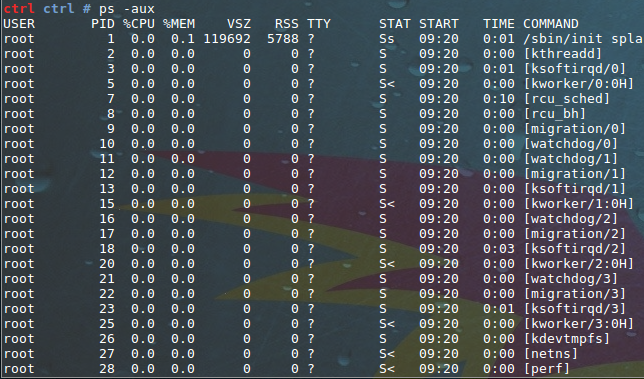 ctrl ctrl # ps -aux
USER PID %CPU %MEM VSZ RSS TTY STAT START TIME COMMAND
root 1 0.0 0.1 119692 5788 ? Ss 09:20 0:01 /sbin/init spla
root 2 0.0 0.0 0 0 ? S 09:20 0:00 [kthreadd]
root 3 0.0 0.0 0 0 ? S 09:20 0:01 [ksoftirqd/0]
root 5 0.0 0.0 0 0 ? S< 09:20 0:00 [kworker/0:0H]
root 7 0.0 0.0 0 0 ? S 09:20 0:10 [rcu_sched]
root 8 0.0 0.0 0 0 ? S 09:20 0:00 [rcu_bh]
root 9 0.0 0.0 0 0 ? S 09:20 0:00 [migration/0]
root 10 0.0 0.0 0 0 ? S 09:20 0:00 [watchdog/0]
root 11 0.0 0.0 0 0 ? S 09:20 0:00 [watchdog/1]
root 12 0.0 0.0 0 0 ? S 09:20 0:00 [migration/1]
root 13 0.0 0.0 0 0 ? S 09:20 0:00 [ksoftirqd/1]
root 15 0.0 0.0 0 0 ? S< 09:20 0:00 [kworker/1:0H]
root 16 0.0 0.0 0 0 ? S 09:20 0:00 [watchdog/2]
root 17 0.0 0.0 0 0 ? S 09:20 0:00 [migration/2]
root 18 0.0 0.0 0 0 ? S 09:20 0:03 [ksoftirqd/2]
root 20 0.0 0.0 0 0 ? S< 09:20 0:00 [kworker/2:0H]
root 21 0.0 0.0 0 0 ? S 09:20 0:00 [watchdog/3]
root 22 0.0 0.0 0 0 ? S 09:20 0:00 [migration/3]
root 23 0.0 0.0 0 0 ? S 09:20 0:01 [ksoftirqd/3]
root 25 0.0 0.0 0 0 ? S< 09:20 0:00 [kworker/3:0H]
root 26 0.0 0.0 0 0 ? S 09:20 0:00 [kdevtmpfs]
root 27 0.0 0.0 0 0 ? S< 09:20 0:00 [netns]
root 28 0.0 0.0 0 0 ? S< 09:20 0:00 [perf]